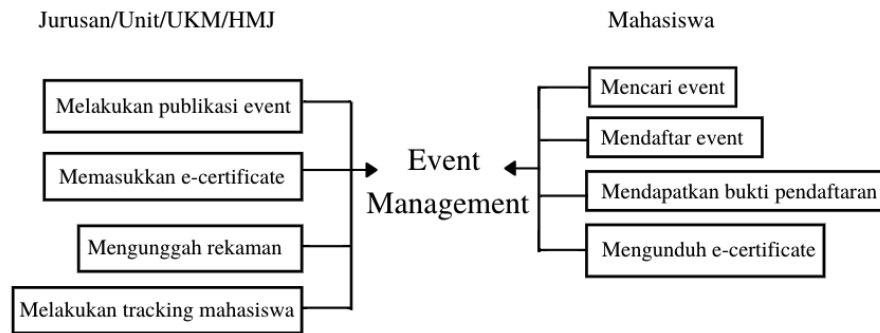 Jurusan/Unit/UKM/HMJ
Mahasiswa
Melakukan publikasi event
Memasukkan e-certificate
Mengunggah rekaman
Melakukan tracking mahasiswa
Event
Management
Mencari event
Mendaftar event
Mendapatkan bukti pendaftaran
Mengunduh e-certificate